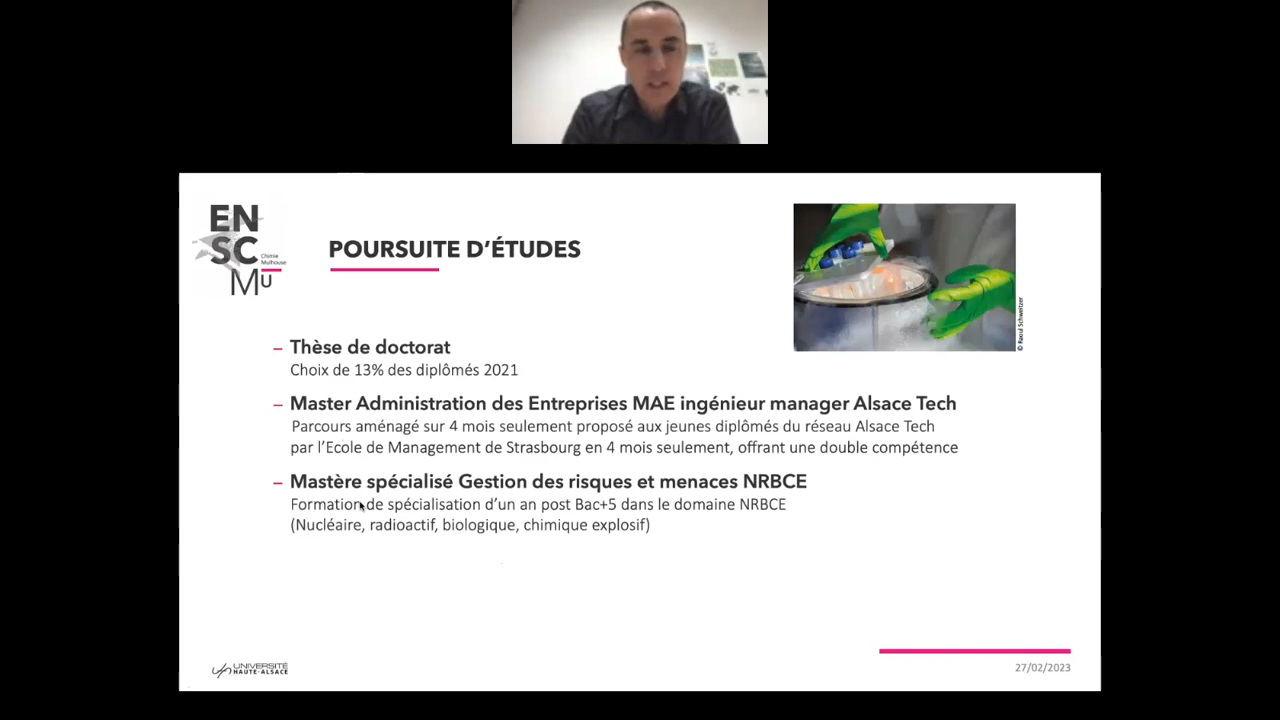 EN
SC
Chimie
Mulhouse
MU
POURSUITE D'ÉTUDES
© Raoul Schweitzer
– Thèse de doctorat
Choix de 13% des diplômés 2021
– Master Administration des Entreprises MAE ingénieur manager Alsace Tech
Parcours aménagé sur 4 mois seulement proposé aux jeunes diplômés du réseau Alsace Tech
par l'Ecole de Management de Strasbourg en 4 mois seulement, offrant une double compétence
– Mastère spécialisé Gestion des risques et menaces NRBCE
Formation de spécialisation d'un an post Bac+5 dans le domaine NRBCE
(Nucléaire, radioactif, biologique, chimique explosif)
UNIVERSITÉ
HAUTE-ALSACE
27/02/2023